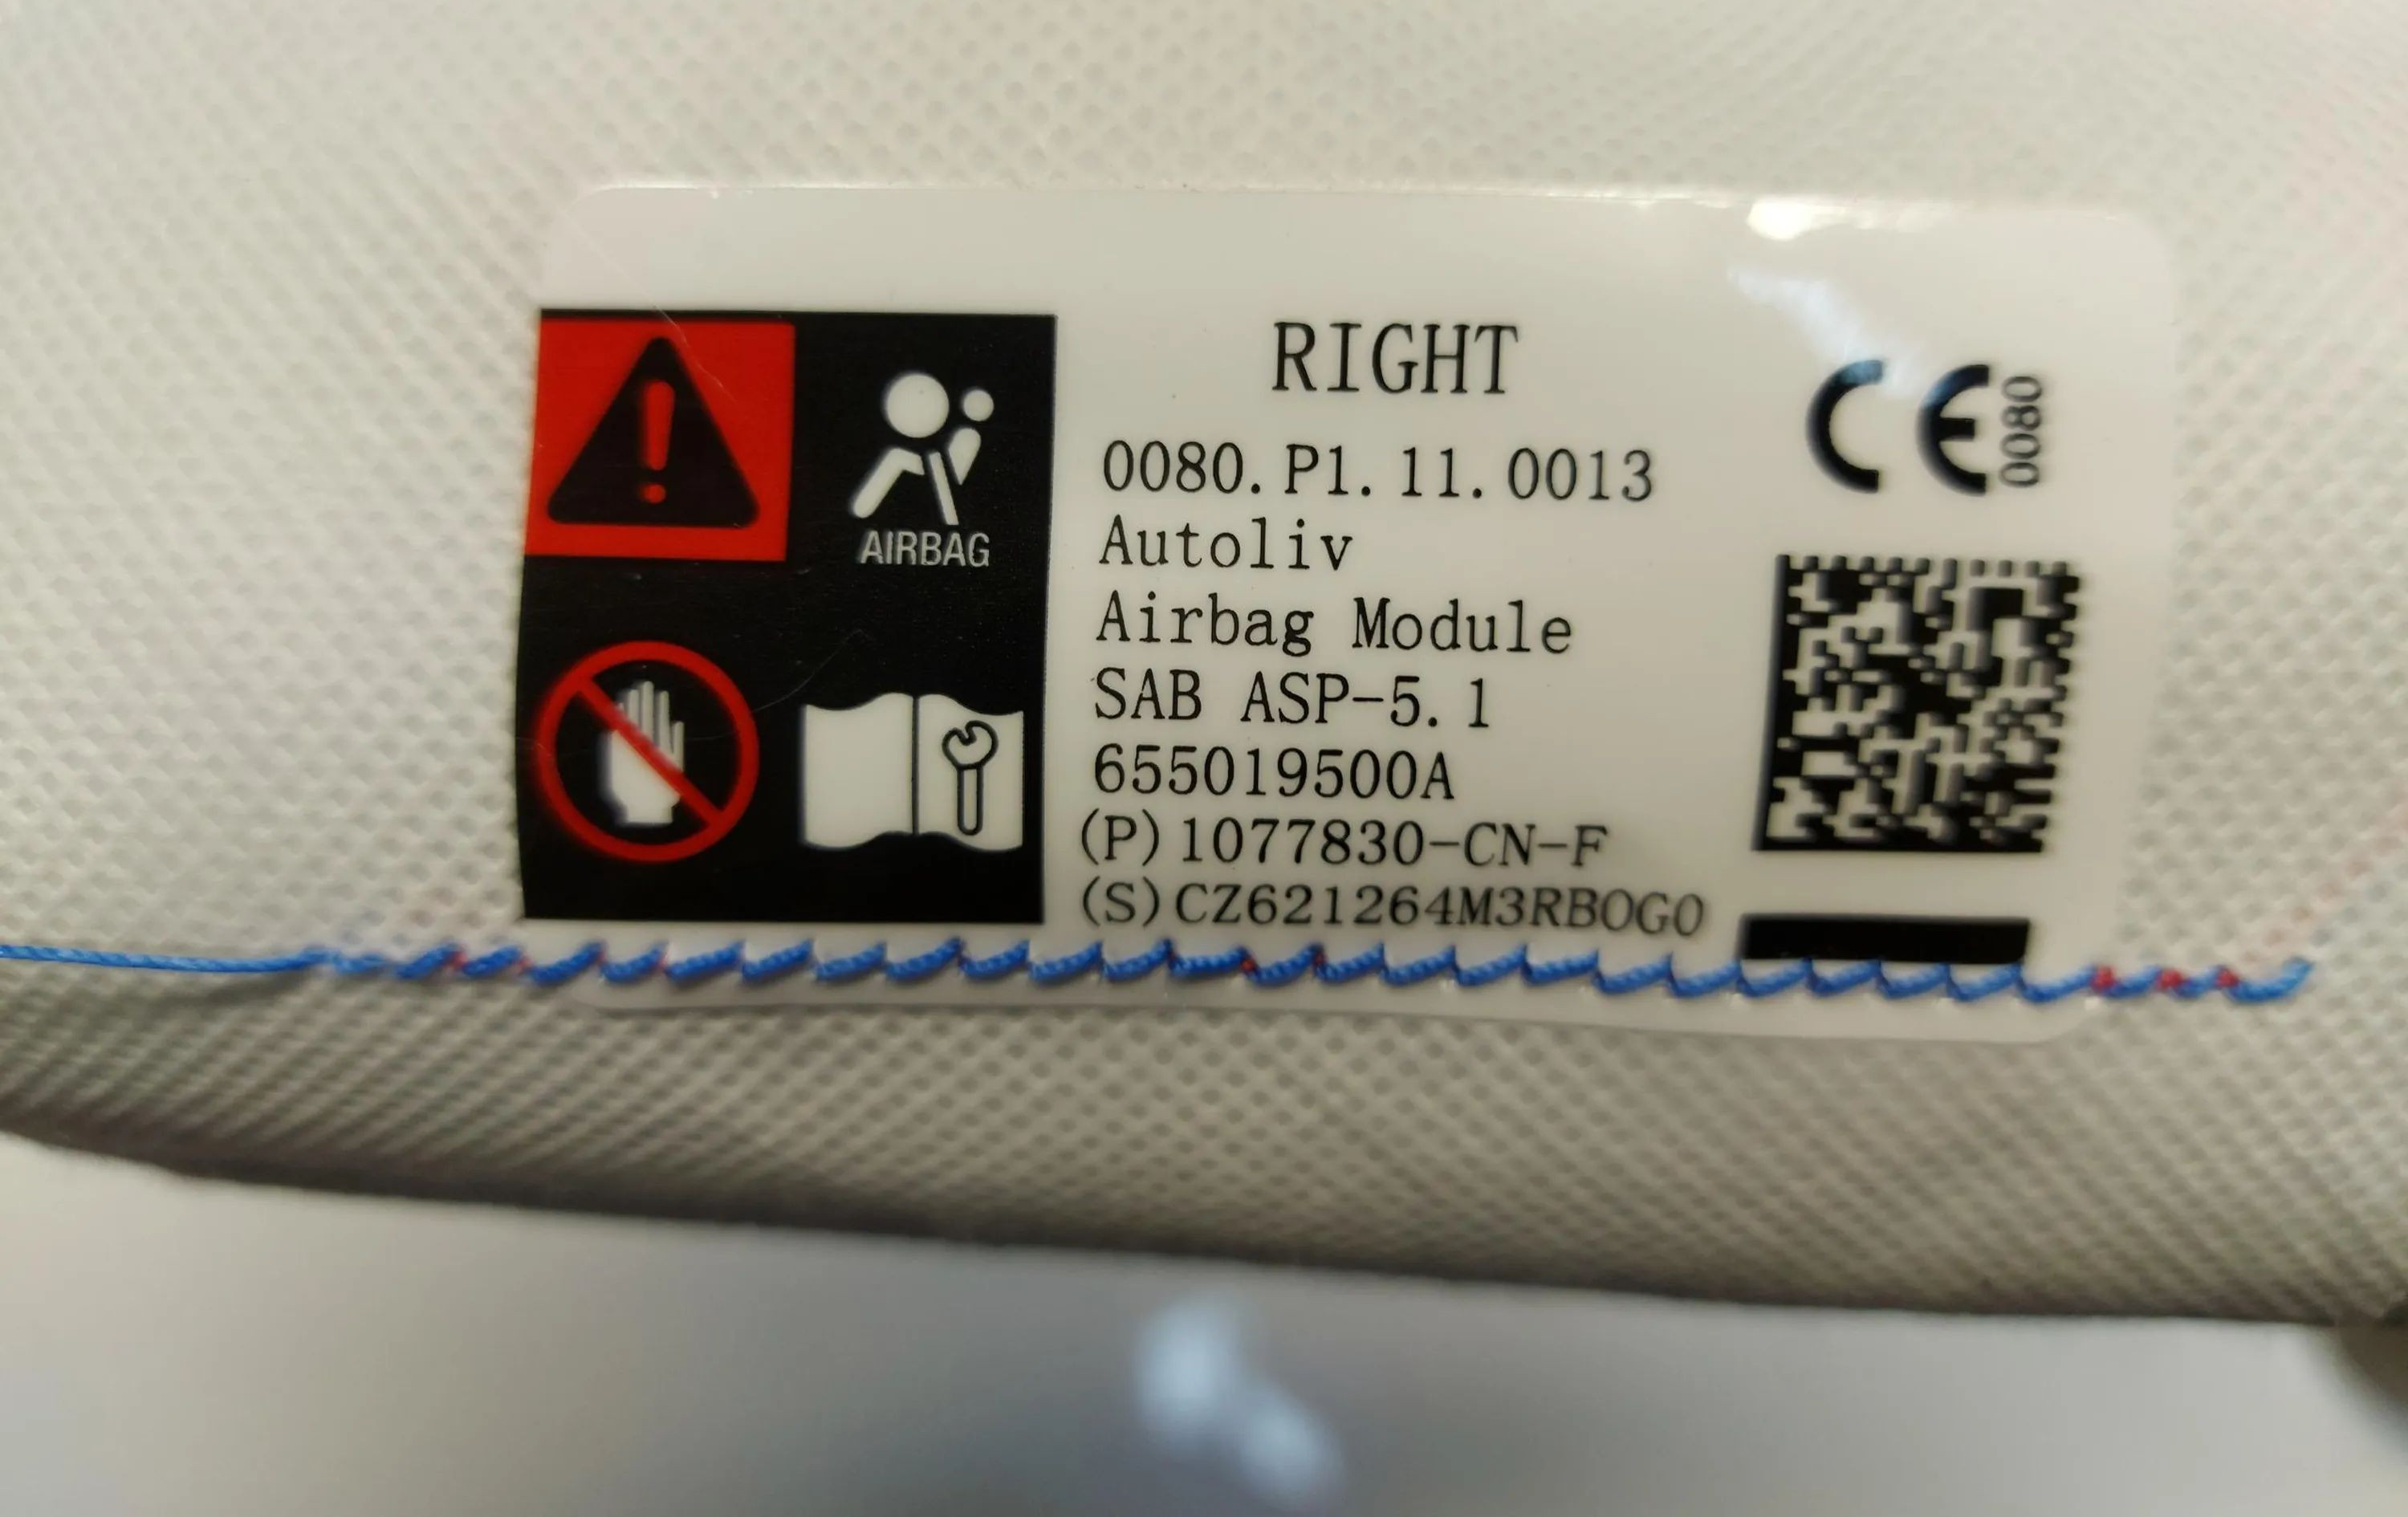 AIRBAG
RIGHT
0080.P1.11.0013
Autoliv
Airbag Module
SAB ASP-5.1
655019500A
(P)1077830-CN-F
(S)CZ621264M3RBOG0
CE 0080